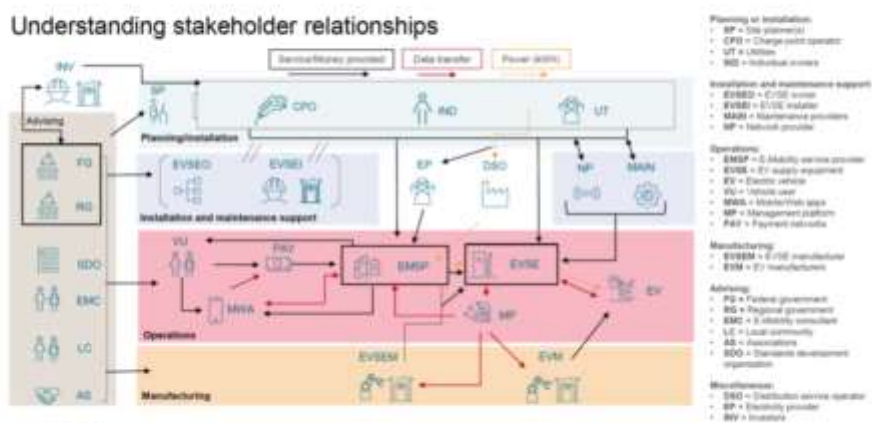 Understanding stakeholder relationships
Service/Money provided
Data transfer
Power (kWh)
INV
SP
CPO
IND
UT
Planning/installation
Advising
FG
RG
SDO
EMC
LC
AS
EVSEO
EVSEI
EP
DSO
NP
MAIN
Installation and maintenance support
VU
PAY
EMSP
EVSE
EV
MWA
MP
Operations
EVSEM
EVM
Manufacturing
Planning or installation:
• SP = Site planner(s)
• CPO = Charge point operator
• UT = Utilities
• IND = Individual owners
Installation and maintenance support:
• EVSEO = EVSE owner
• EVSEI = EVSE installer
• MAIN = Maintenance providers
• NP = Network provider
Operations:
• EMSP = E-Mobility service provider
• EVSE = EV supply equipment
• EV = Electric vehicle
• VU = Vehicle user
• MWA = Mobile/Web apps
• MP = Management platform
• PAY = Payment networks
Manufacturing:
• EVSEM = EVSE manufacturer
• EVM = EV manufacturers
Advising:
• FG = Federal government
• RG = Regional government
• EMC = E-Mobility consultant
• LC = Local community
• AS = Associations
• SDO = Standards development
organization
Miscellaneous:
• DSO = Distribution service operator
• EP = Electricity provider
• INV = Investors